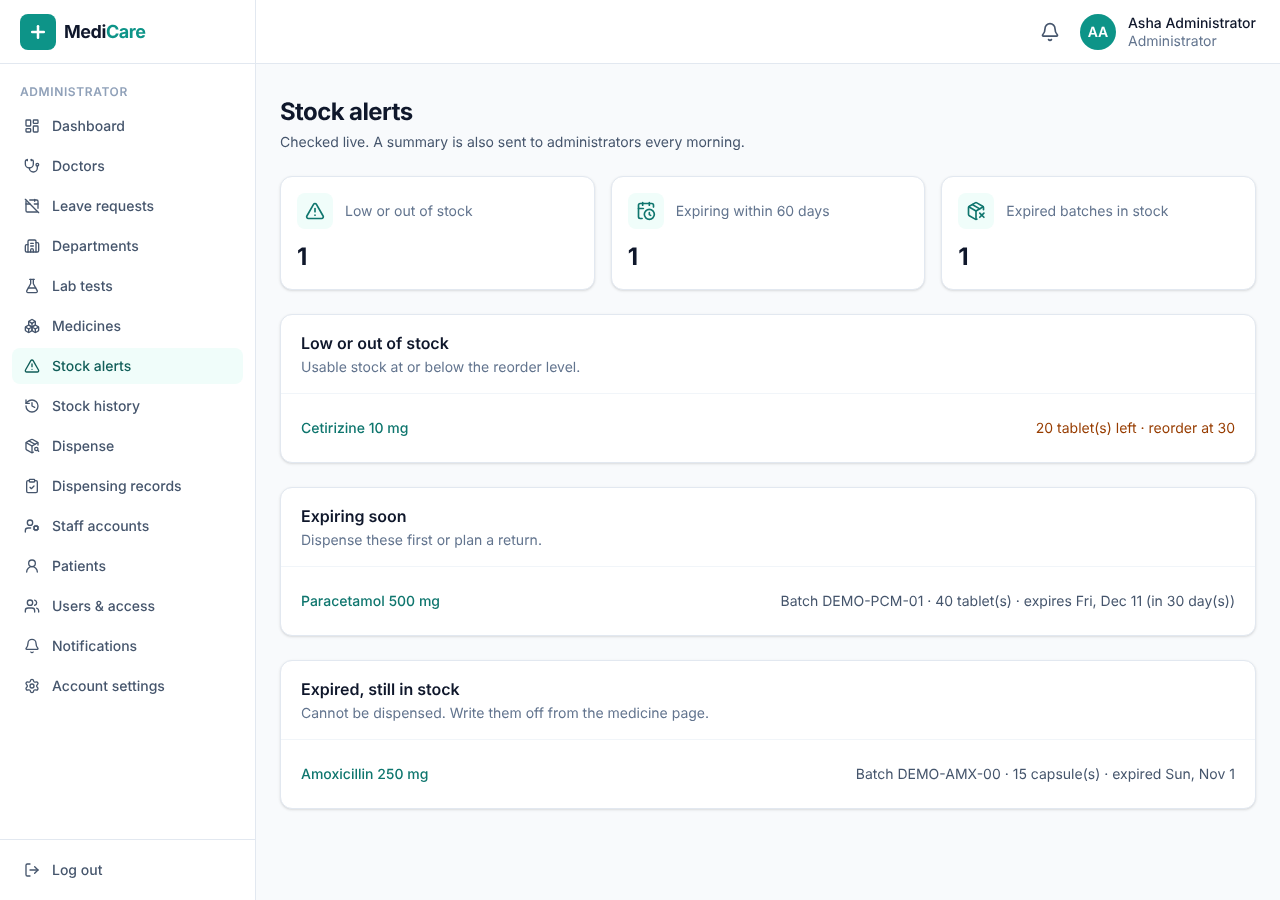 MediCare
AA
Asha Administrator
Administrator
ADMINISTRATOR
Dashboard
Doctors
Leave requests
Departments
Lab tests
Medicines
Stock alerts
Stock history
Dispense
Dispensing records
Staff accounts
Patients
Users & access
Notifications
Account settings
Log out
Stock alerts
Checked live. A summary is also sent to administrators every morning.
Low or out of stock
1
Expiring within 60 days
1
Expired batches in stock
1
Low or out of stock
Usable stock at or below the reorder level.
Cetirizine 10 mg
20 tablet(s) left · reorder at 30
Expiring soon
Dispense these first or plan a return.
Paracetamol 500 mg
Batch DEMO-PCM-01 · 40 tablet(s) · expires Fri, Dec 11 (in 30 day(s))
Expired, still in stock
Cannot be dispensed. Write them off from the medicine page.
Amoxicillin 250 mg
Batch DEMO-AMX-00 · 15 capsule(s) · expired Sun, Nov 1